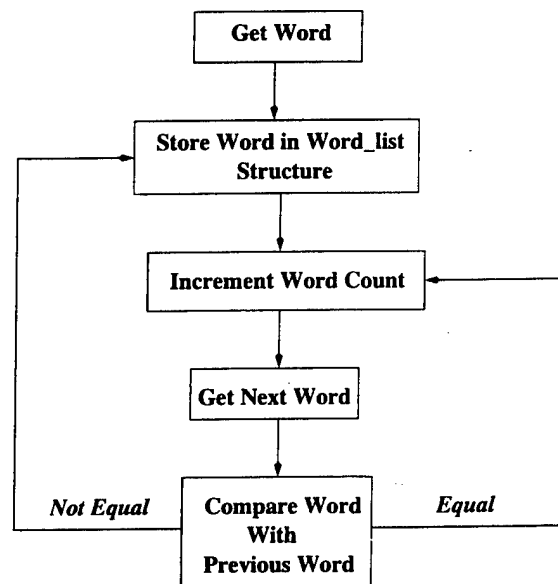 Get Word
Store Word in Word_list
Structure
Increment Word Count
Get Next Word
Not Equal
Compare Word
With
Previous Word
Equal